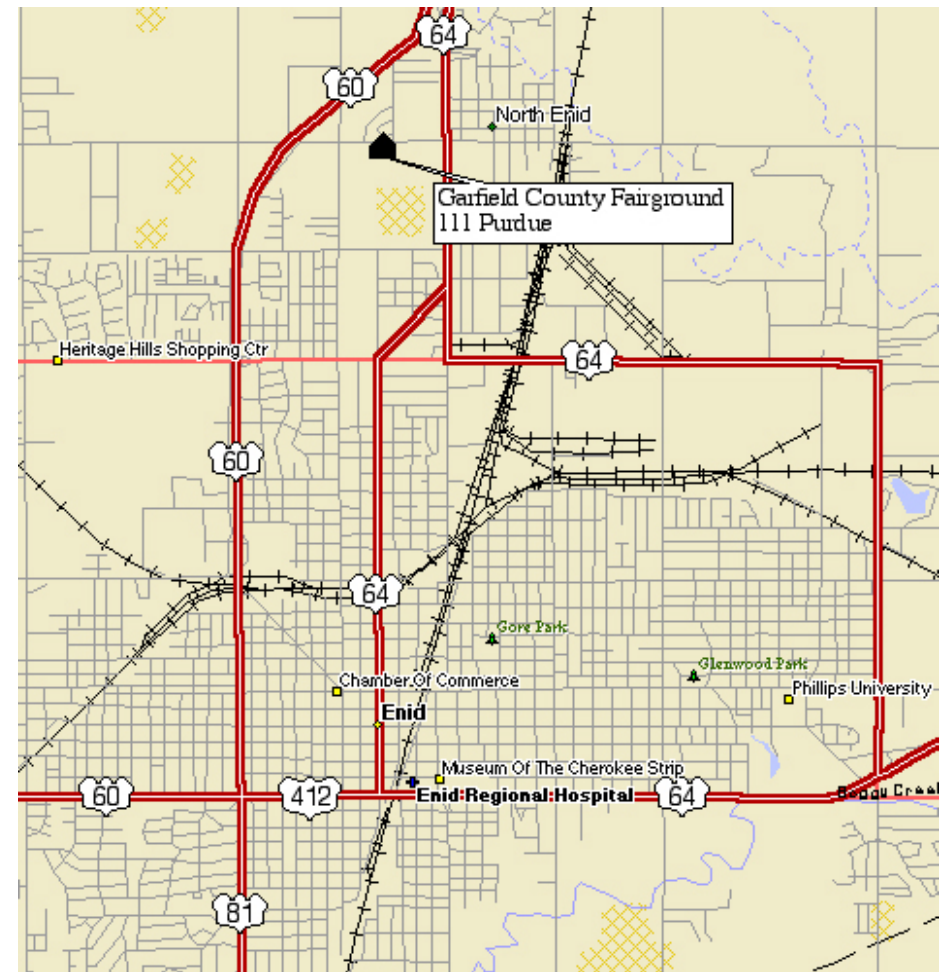 64
60
North Enid
Garfield County Fairground
111 Purdue
Heritage Hills Shopping Ctr
64
60
64
Gore Park
Glenwood Park
Chamber Of Commerce
Phillips University
Enid
Museum Of The Cherokee Strip
60
412
Enid Regional Hospital
64
Boggy Creek
81